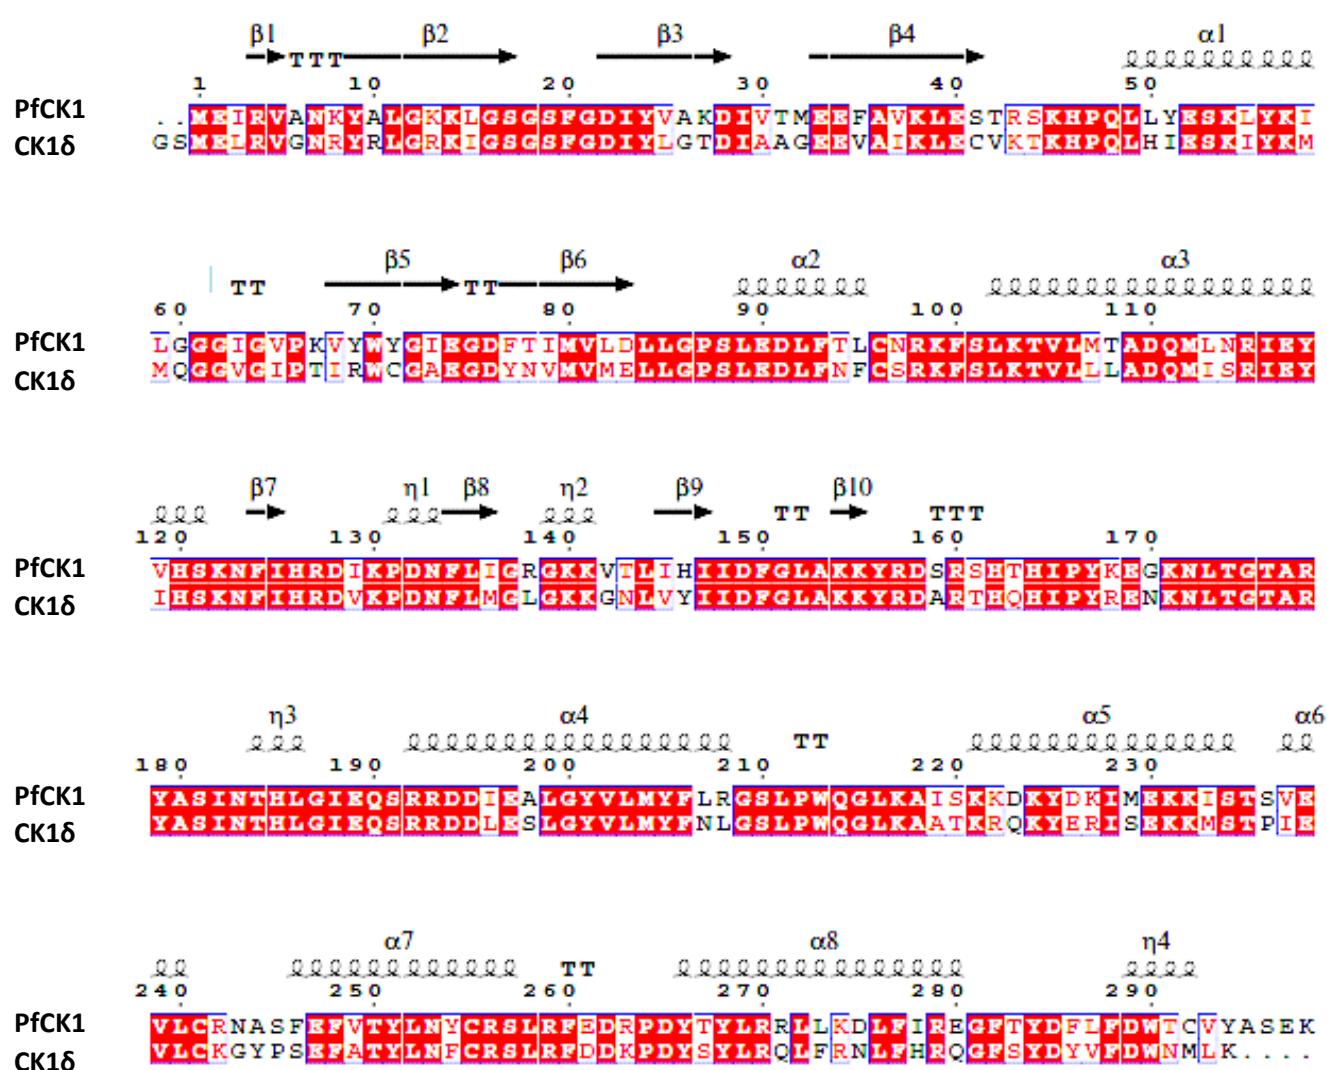 β1 β2 β3 β4 α1
TTT
1 10 20 30 40 50
PfCK1 ..MEIRVANKYALGKKLGSGSFGDIYVAKDIVTMEEFAVKLESTRSKHPQLLYESKLYKI
CK1δ GSMELRVGNRYRLGRKIGSGSFGDIYLGTDIAAGEEVAIKLECVKTKHPQLHIESKIYKM
β5 β6 α2 α3
TT TT
60 70 80 90 100 110
PfCK1 LGGGIGVPKVYWYGIEGDFTIMVLDLLGPSLEDLFTLCNRKFSLKTVLMTADQMLNRIEY
CK1δ MQGGVGIPTIRWCGAEGDYNVMVMELLGPSLEDLFNFCSRKFSLKTVLLLADQMISRIEY
β7 η1 β8 η2 β9 β10
TT TTT
120 130 140 150 160 170
PfCK1 VHSKNFIHRDIKPDNFLIGRGKKVTLIHIIDFGLAKKYRDSRSHTHIPYKEGKNLTGTAR
CK1δ IHSKNFIHRDVKPDNFLMGLGKKGNLVYIIDFGLAKKYRDARTHQHIPYRENKNLTGTAR
η3 α4 α5 α6
TT
180 190 200 210 220 230
PfCK1 YASINTHLGIEQSRRDDIEALGYVLMYFLRGSLPWQGLKAISKKDKYDKIMEKKISTSVE
CK1δ YASINTHLGIEQSRRDDLESLGYVLMYFNLGSLPWQGLKAATKRQKYERISEKKMSTPIE
α7 α8 η4
TT
240 250 260 270 280 290
PfCK1 VLCRNASFEFVTYLNYCRSLRFEDRPDYTYLRRLLKDLFIREGFTYDFLFDWTCVYASEK
CK1δ VLCKGYPSEFATYLNFCRSLRFDDKPDYSYLRQLFRNLFHRQGFSYDYVFDWNMLK....